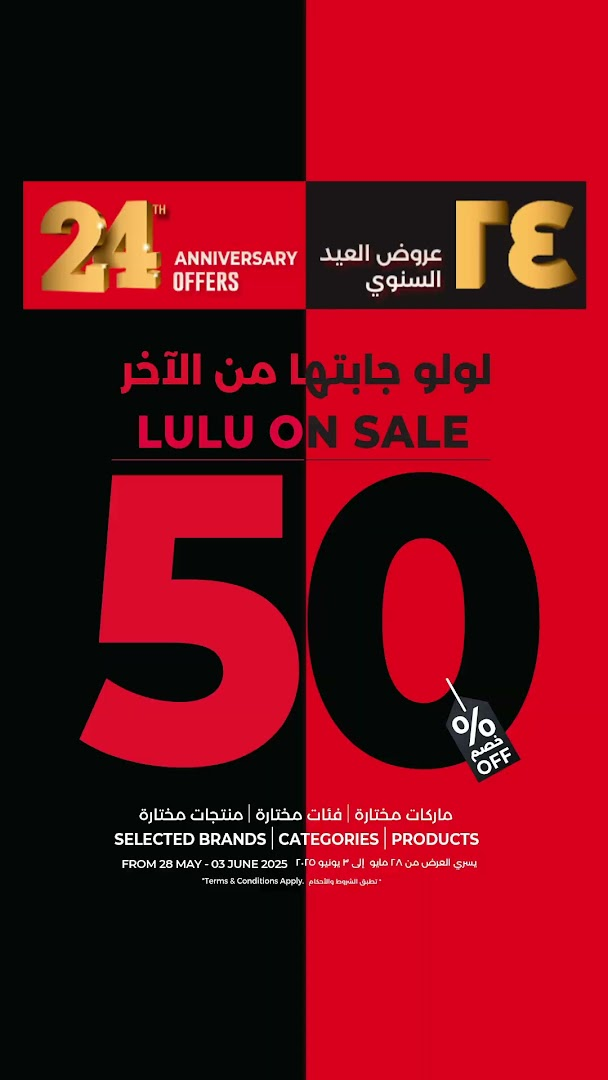 24TH
ANNIVERSARY
OFFERS
٢٤
عروض العيد
السنوي
لولو جابتها من الآخر
LULU ON SALE
50
%
خصم
OFF
ماركات مختارة | فئات مختارة | منتجات مختارة
SELECTED BRANDS | CATEGORIES | PRODUCTS
FROM 28 MAY - 03 JUNE 2025 يسري العرض من ٢٨ مايو إلى ٣ يونيو ٢٠٢٥
*Terms & Conditions Apply. *تطبق الشروط والأحكام